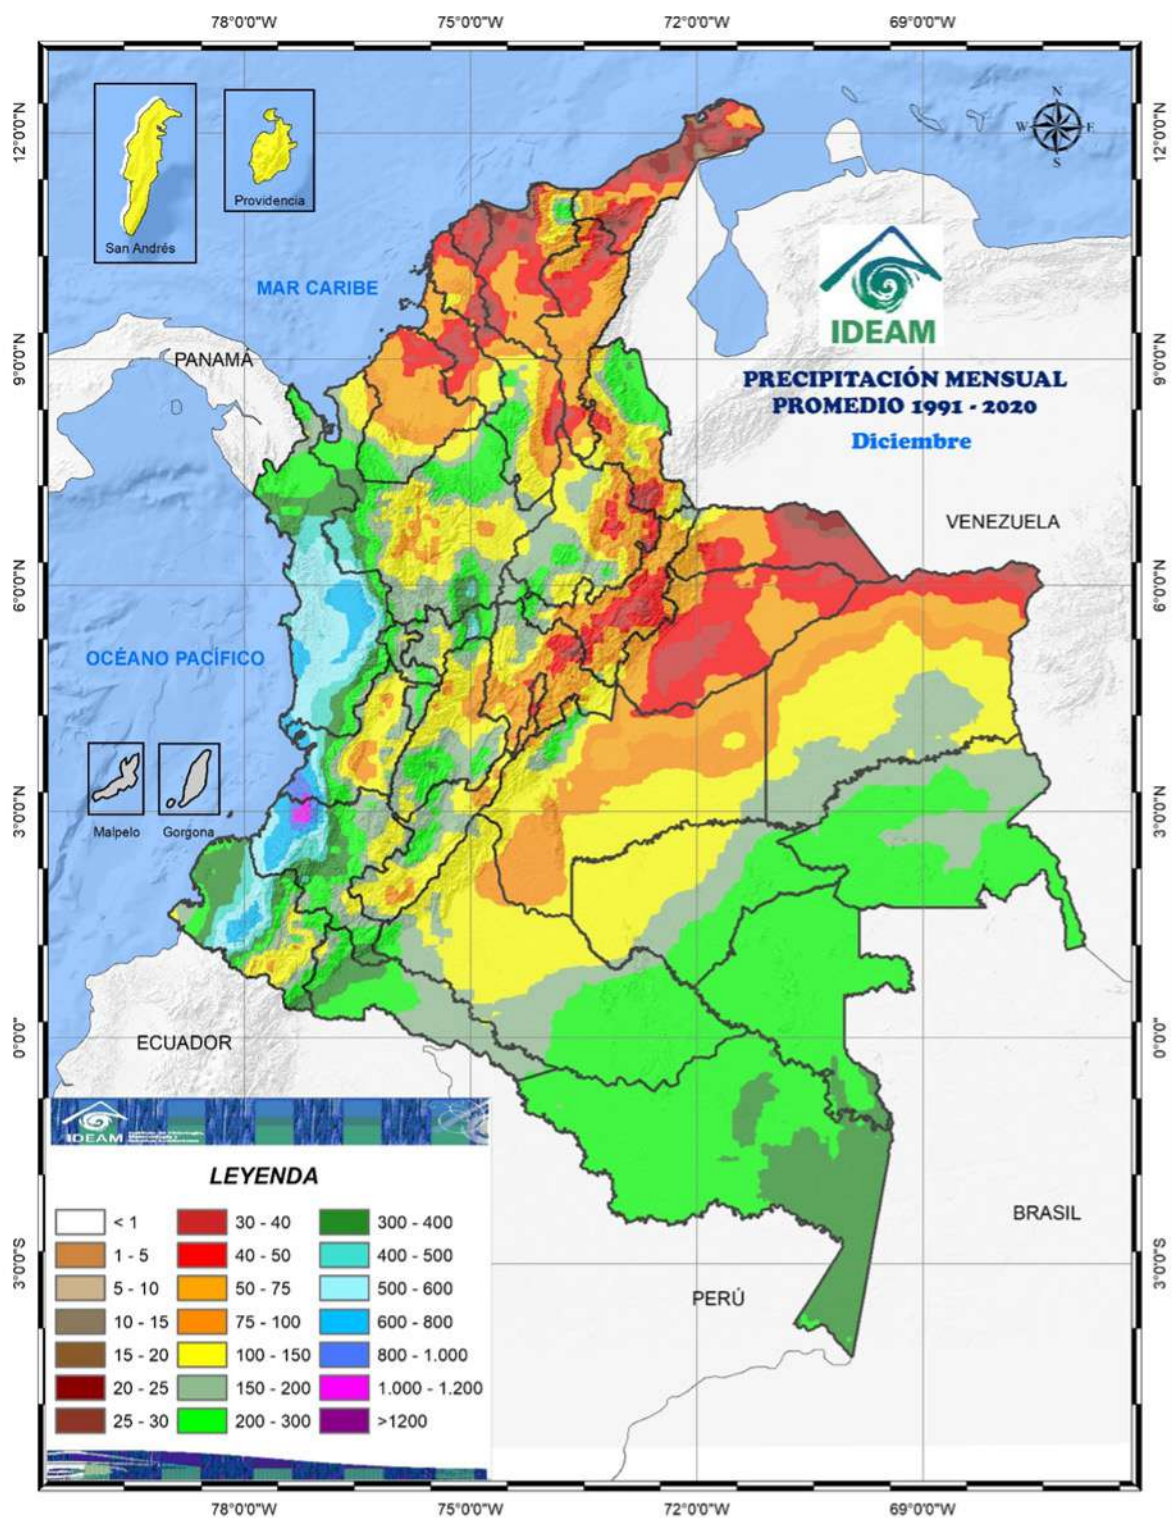 78°0'0"W 75°0'0"W 72°0'0"W 69°0'0"W
12°0'0"N
12°0'0"N
N
W E
S
San Andrés
Providencia
MAR CARIBE
IDEAM
PANAMÁ
9°0'0"N
9°0'0"N
PRECIPITACIÓN MENSUAL
PROMEDIO 1991 - 2020
Diciembre
VENEZUELA
6°0'0"N
6°0'0"N
OCÉANO PACÍFICO
3°0'0"N
3°0'0"N
Malpelo
Gorgona
ECUADOR
0°0'0"
0°0'0"
IDEAM
LEYENDA
< 1
1 - 5
5 - 10
10 - 15
15 - 20
20 - 25
25 - 30
30 - 40
40 - 50
50 - 75
75 - 100
100 - 150
150 - 200
200 - 300
300 - 400
400 - 500
500 - 600
600 - 800
800 - 1.000
1.000 - 1.200
>1200
BRASIL
PERÚ
3°0'0"S
3°0'0"S
78°0'0"W 75°0'0"W 72°0'0"W 69°0'0"W